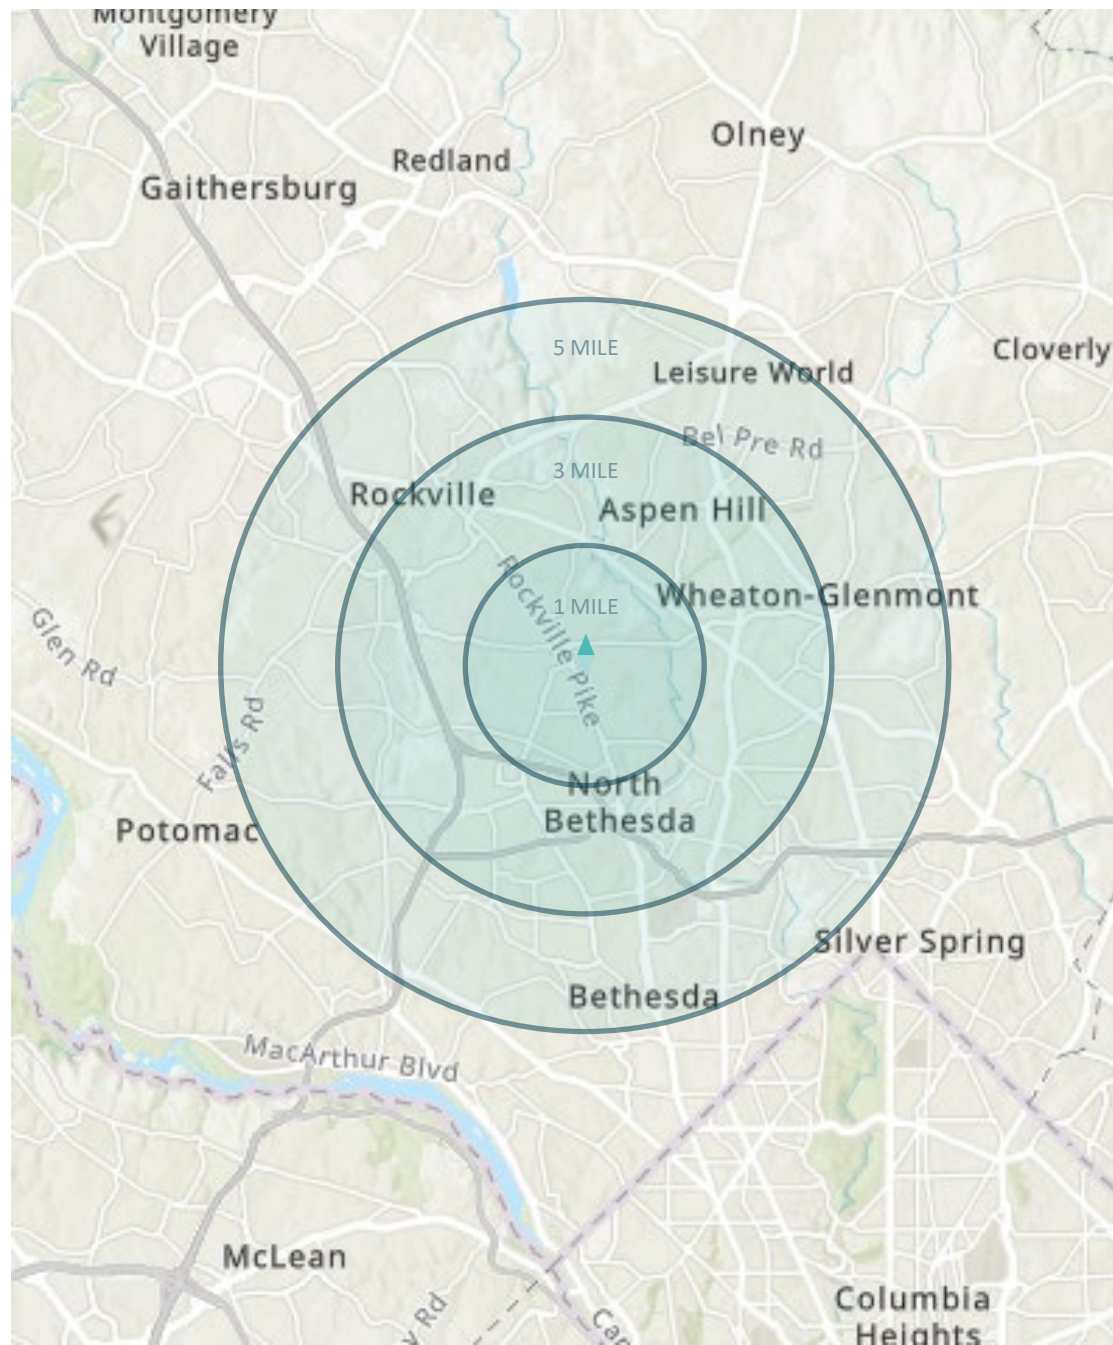 Montgomery
Village
Olney
Redland
Gaithersburg
5 MILE
Cloverly
Leisure World
Bel Pre Rd
3 MILE
Rockville
Aspen Hill
Rockville Pike
1 MILE
Wheaton-Glenmont
Glen Rd
Falls Rd
North
Bethesda
Potomac
Silver Spring
Bethesda
MacArthur Blvd
McLean
Columbia
Heights
Rd